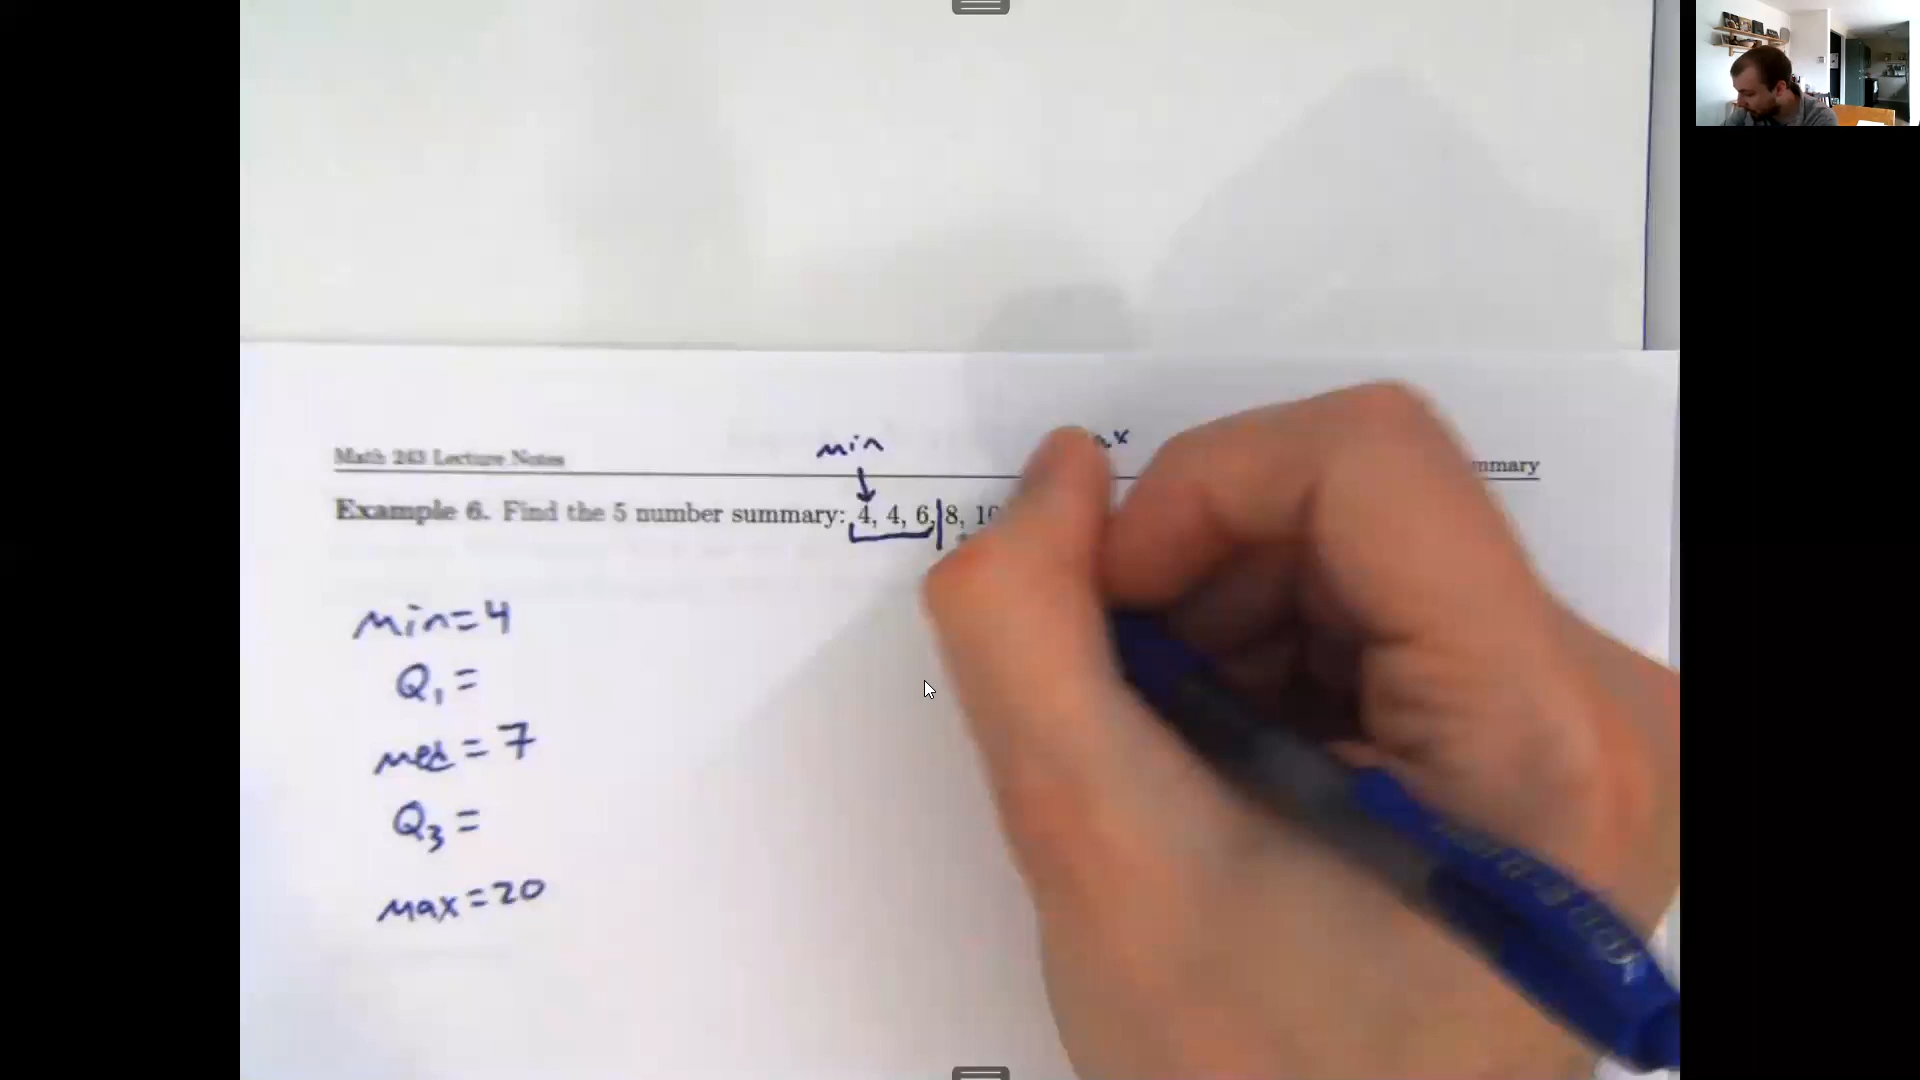 min
Math 243 Lecture Notes
Example 6. Find the 5 number summary: 4, 4, 6, 8,
min=4
Q₁=
med=7
Q₃=
max=20